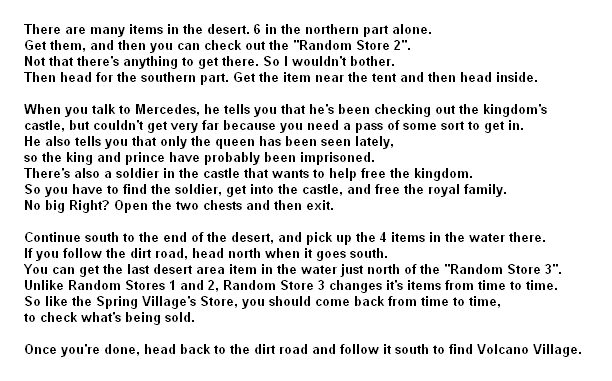 There are many items in the desert. 6 in the northern part alone.
Get them, and then you can check out the "Random Store 2".
Not that there's anything to get there. So I wouldn't bother.
Then head for the southern part. Get the item near the tent and then head inside.

When you talk to Mercedes, he tells you that he's been checking out the kingdom's
castle, but couldn't get very far because you need a pass of some sort to get in.
He also tells you that only the queen has been seen lately,
so the king and prince have probably been imprisoned.
There's also a soldier in the castle that wants to help free the kingdom.
So you have to find the soldier, get into the castle, and free the royal family.
No big Right? Open the two chests and then exit.

Continue south to the end of the desert, and pick up the 4 items in the water there.
If you follow the dirt road, head north when it goes south.
You can get the last desert area item in the water just north of the "Random Store 3".
Unlike Random Stores 1 and 2, Random Store 3 changes it's items from time to time.
So like the Spring Village's Store, you should come back from time to time,
to check what's being sold.

Once you're done, head back to the dirt road and follow it south to find Volcano Village.